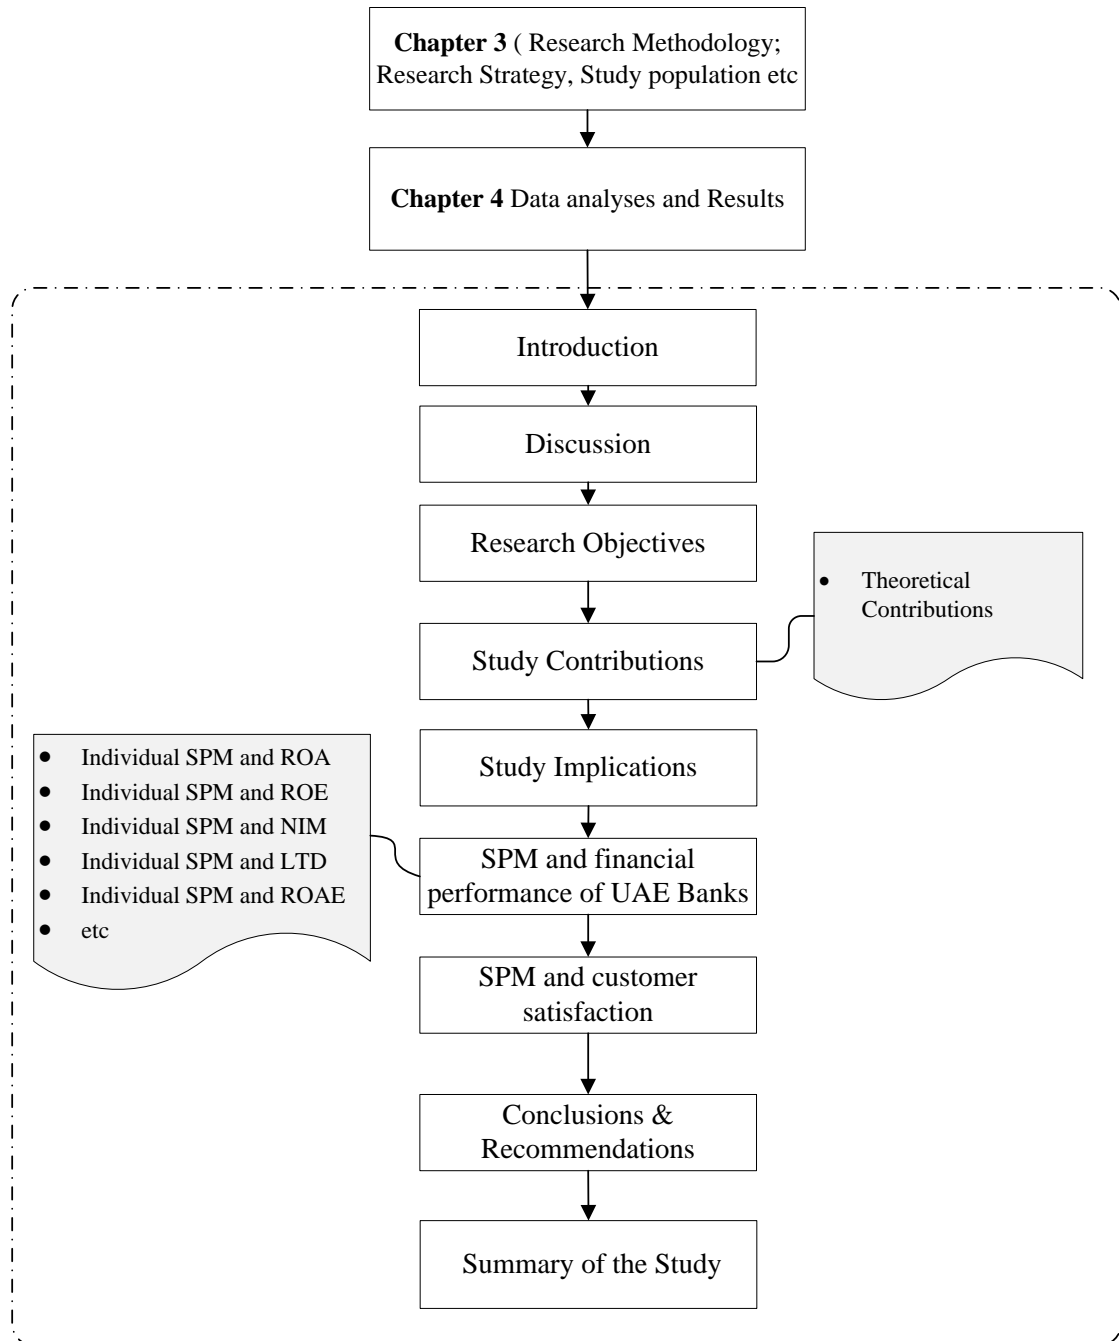 Chapter 3 ( Research Methodology;
Research Strategy, Study population etc
Chapter 4 Data analyses and Results
Introduction
Discussion
Research Objectives
• Theoretical
Contributions
Study Contributions
Study Implications
• Individual SPM and ROA
• Individual SPM and ROE
• Individual SPM and NIM
• Individual SPM and LTD
• Individual SPM and ROAE
• etc
SPM and financial
performance of UAE Banks
SPM and customer
satisfaction
Conclusions &
Recommendations
Summary of the Study